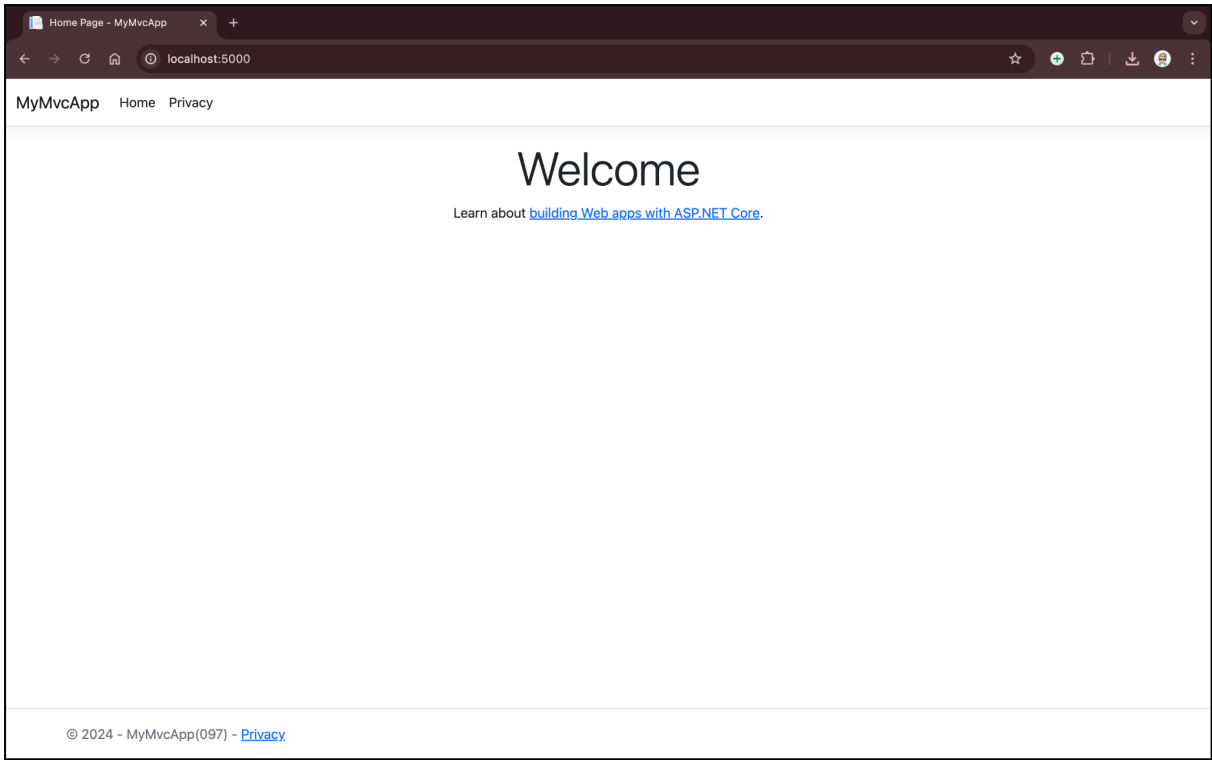 Home Page - MyMvcApp
localhost:5000
MyMvcApp Home Privacy
Welcome
Learn about building Web apps with ASP.NET Core.
© 2024 - MyMvcApp(097) - Privacy